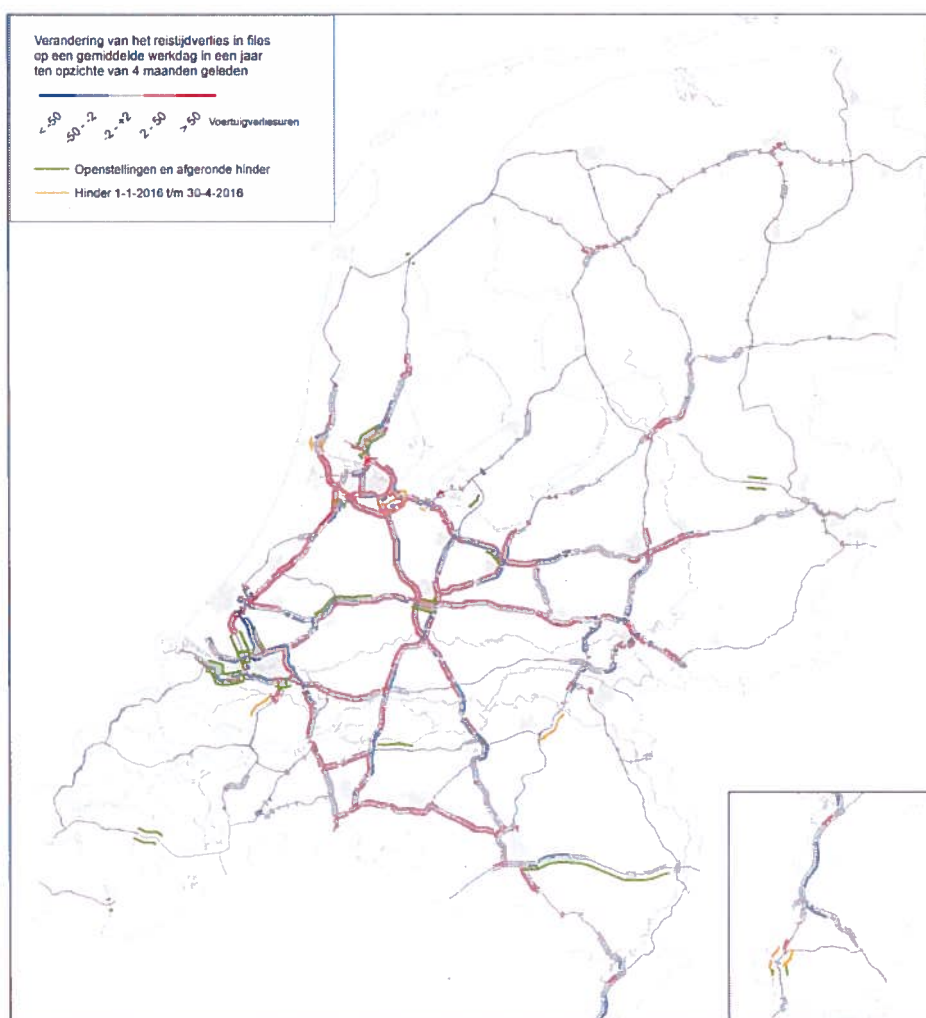 Verandering van het reistijdverlies in files
op een gemiddelde werkdag in een jaar
ten opzichte van 4 maanden geleden
< -50 -50 - -2 -2 - +2 2 - 50 > 50 Voertuigverliesuren
Openstellingen en afgeronde hinder
Hinder 1-1-2016 t/m 30-4-2016